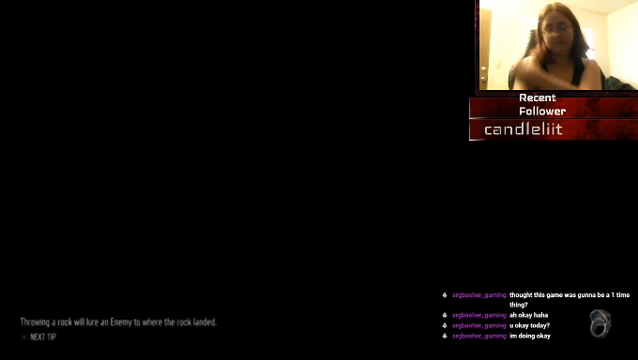 Recent
Follower
candleliit
argbasher_gaming thought this game was gunna be a 1 time
thing?
argbasher_gaming ah okay haha
argbasher_gaming u okay today?
argbasher_gaming im doing okay
Throwing a rock will lure an Enemy to where the rock landed.
× NEXT TIP